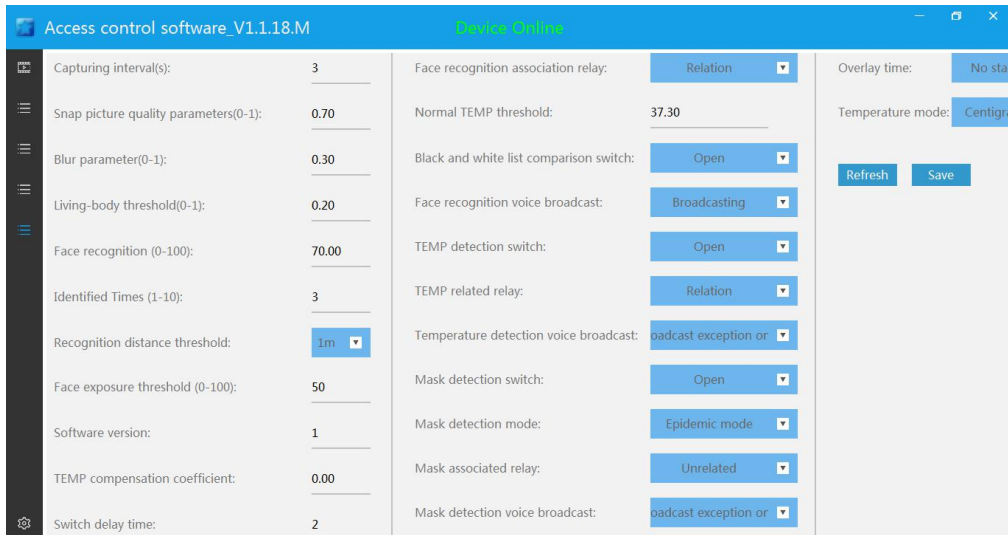 Access control software_V1.1.18.M
Device Online
Capturing interval(s): 3
Snap picture quality parameters(0-1): 0.70
Blur parameter(0-1): 0.30
Living-body threshold(0-1): 0.20
Face recognition (0-100): 70.00
Identified Times (1-10): 3
Recognition distance threshold: 1m
Face exposure threshold (0-100): 50
Software version: 1
TEMP compensation coefficient: 0.00
Switch delay time: 2
Face recognition association relay: Relation
Normal TEMP threshold: 37.30
Black and white list comparison switch: Open
Face recognition voice broadcast: Broadcasting
TEMP detection switch: Open
TEMP related relay: Relation
Temperature detection voice broadcast: oadcast exception or
Mask detection switch: Open
Mask detection mode: Epidemic mode
Mask associated relay: Unrelated
Mask detection voice broadcast: oadcast exception or
Overlay time: No sta
Temperature mode: Centigra
Refresh Save